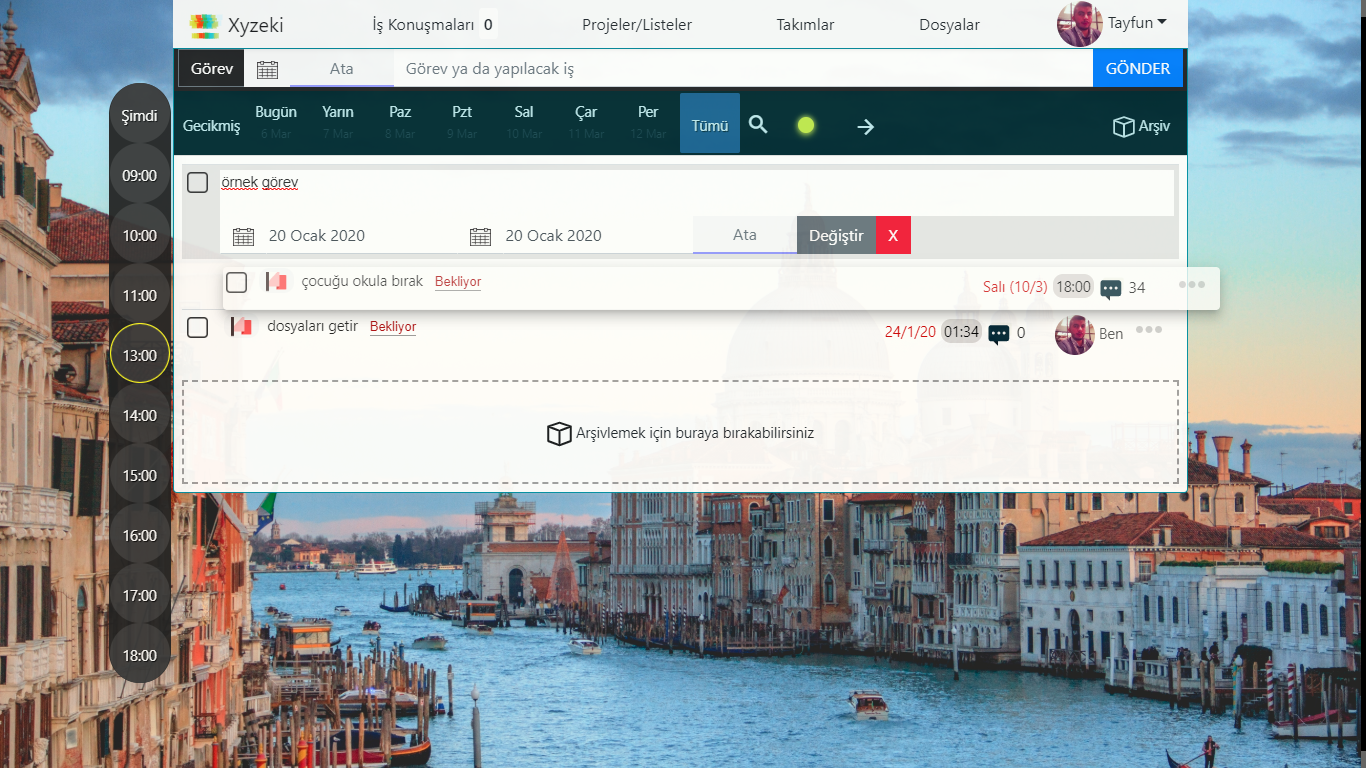 Xyzeki İş Konuşmaları 0 Projeler/Listeler Takımlar Dosyalar Tayfun
Görev Ata Görev ya da yapılacak iş GÖNDER
Gecikmiş Bugün Yarın Paz Pzt Sal Çar Per Tümü Arşiv
6 Mar 7 Mar 8 Mar 9 Mar 10 Mar 11 Mar 12 Mar
örnek görev
20 Ocak 2020 20 Ocak 2020 Ata Değiştir X
çocuğu okula bırak Bekliyor Salı (10/3) 18:00 34
dosyaları getir Bekliyor 24/1/20 01:34 0 Ben
Arşivlemek için buraya bırakabilirsiniz
Şimdi
09:00
10:00
11:00
13:00
14:00
15:00
16:00
17:00
18:00